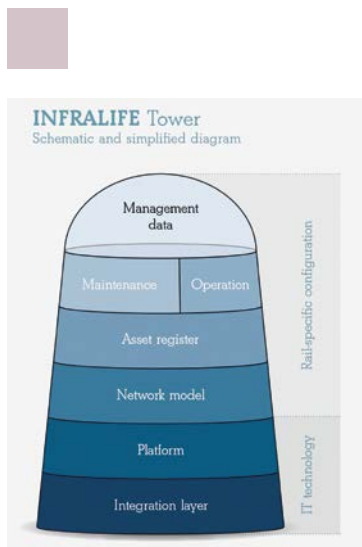 INFRALIFE Tower
Schematic and simplified diagram
Management
data
Maintenance
Operation
Asset register
Network model
Platform
Integration layer
Rail-specific configuration
IT technology